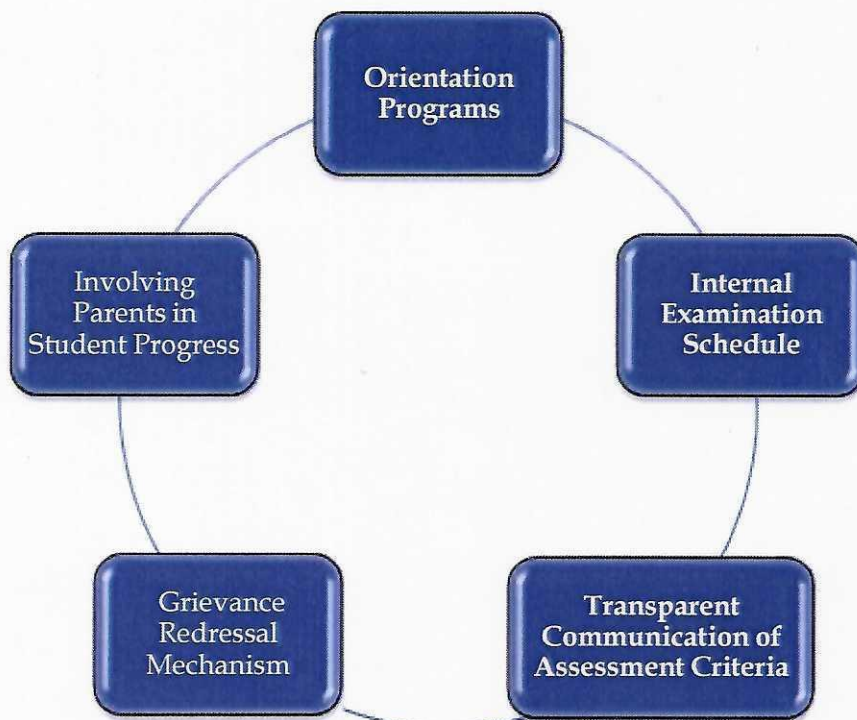 Orientation
Programs
Internal
Examination
Schedule
Transparent
Communication of
Assessment Criteria
Grievance
Redressal
Mechanism
Involving
Parents in
Student Progress